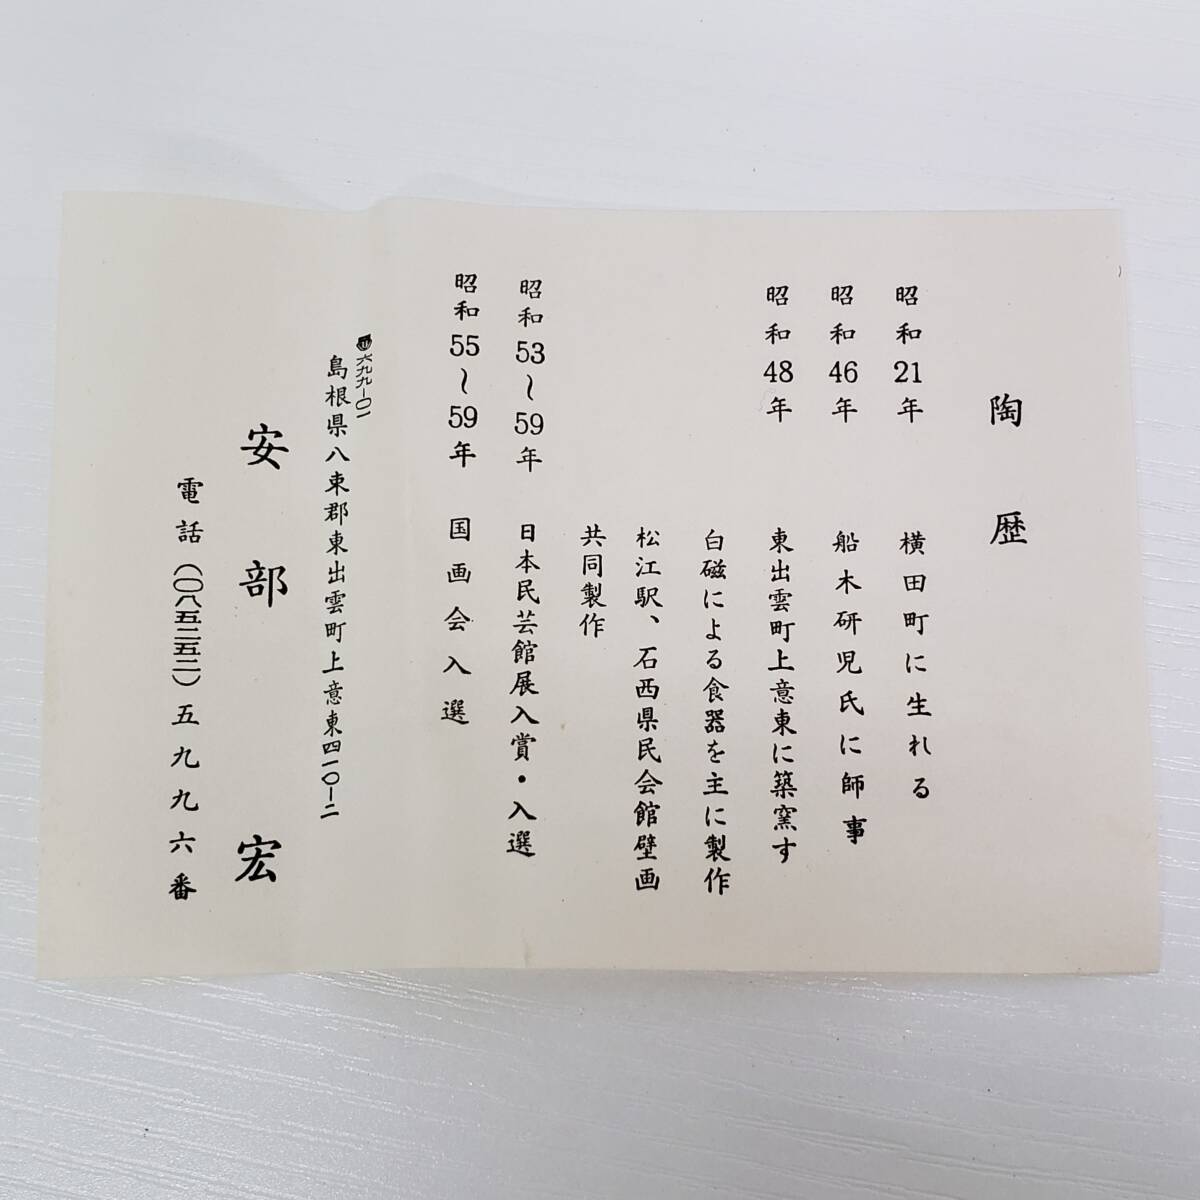 陶歴
昭和21年 横田町に生れる
昭和46年 船木研児氏に師事
昭和48年 東出雲町上意東に築窯す
白磁による食器を主に製作
松江駅、石西県民会館壁画
共同製作
昭和53〜59年 日本民芸館展入賞・入選
昭和55〜59年 国画会入選
六九九−〇一
島根県八束郡東出雲町上意東四一〇−二
安部宏
電話(〇八五二五二)五九九六番